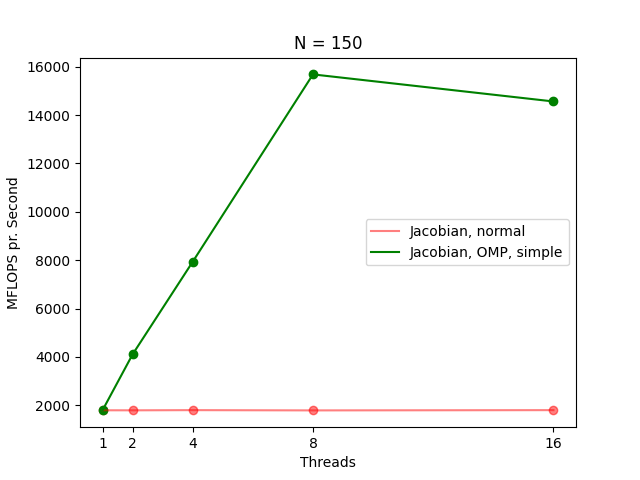 N = 150
MFLOPS pr. Second
16000
14000
12000
10000
8000
6000
4000
2000
Jacobian, normal
Jacobian, OMP, simple
1 2 4 8 16
Threads